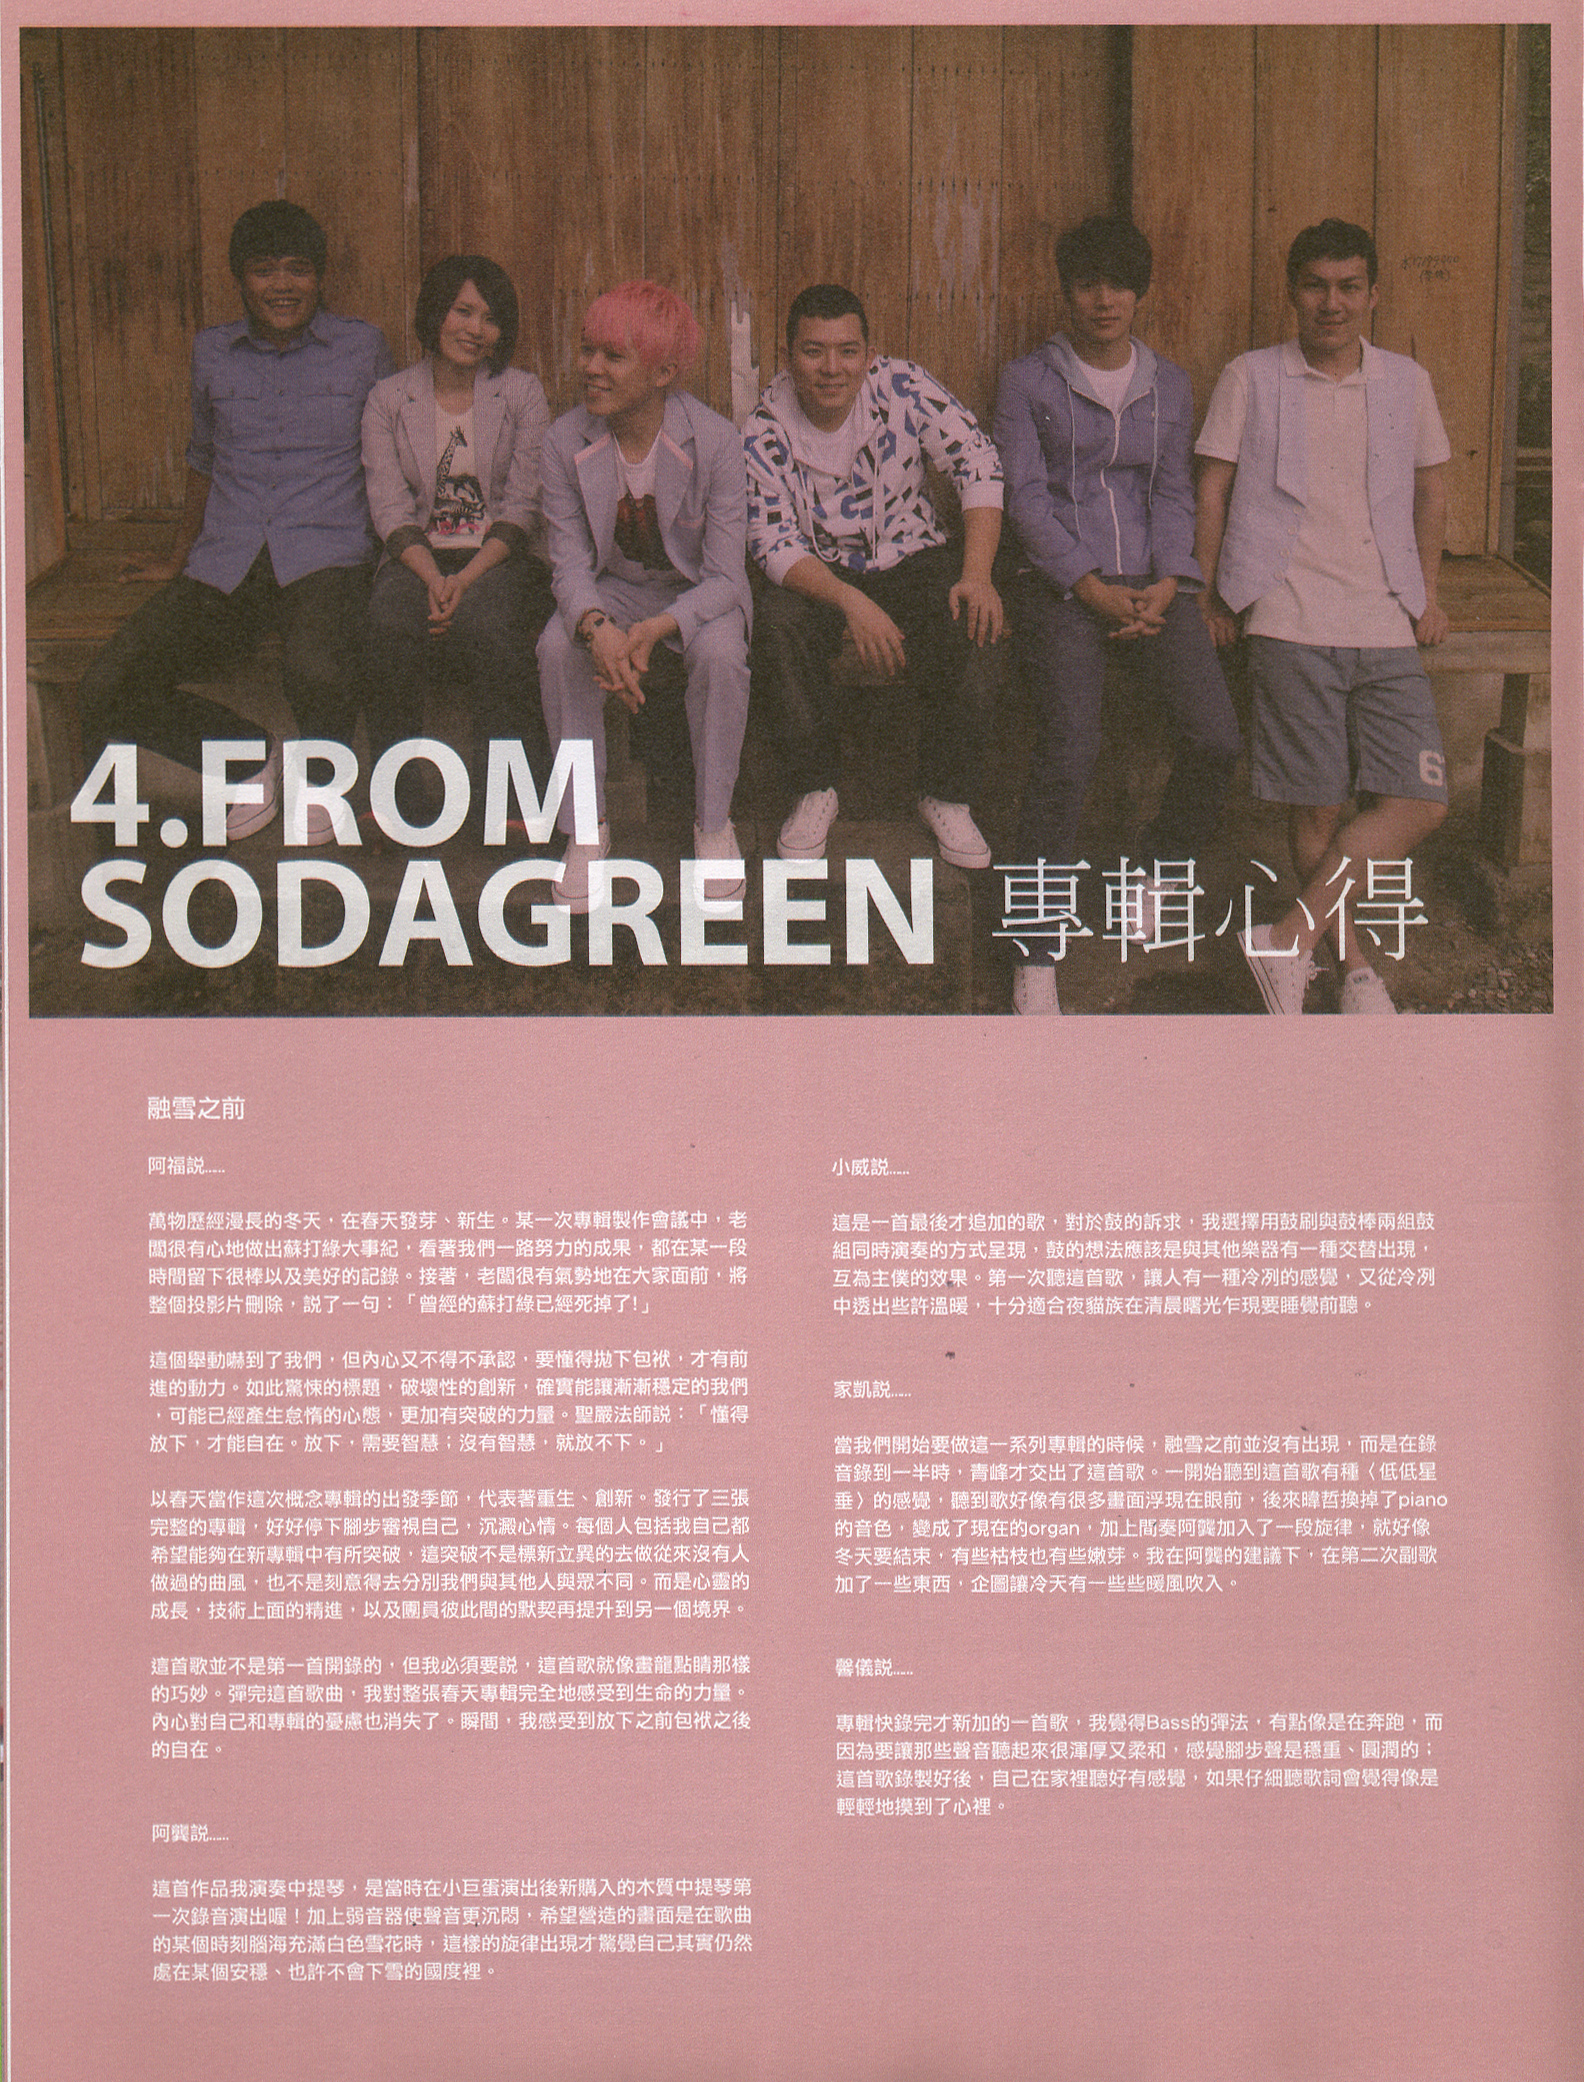 4.FROM
SODAGREEN 專輯心得
融雪之前
阿福説......
萬物歷經漫長的冬天，在春天發芽、新生。某一次專輯製作會議中，老
闆很有心地做出蘇打綠大事紀，看著我們一路努力的成果，都在某一段
時間留下很棒以及美好的記錄。接著，老闆很有氣勢地在大家面前，將
整個投影片刪除，説了一句：「曾經的蘇打綠已經死掉了!」
這個舉動嚇到了我們，但內心又不得不承認，要懂得拋下包袱，才有前
進的動力。如此驚悚的標題，破壞性的創新，確實能讓漸漸穩定的我們
，可能已經產生怠惰的心態，更加有突破的力量。聖嚴法師説：「懂得
放下，才能自在。放下，需要智慧；沒有智慧，就放不下。」
以春天當作這次概念專輯的出發季節，代表著重生、創新。發行了三張
完整的專輯，好好停下腳步審視自己，沉澱心情。每個人包括我自己都
希望能夠在新專輯中有所突破，這突破不是標新立異的去做從來沒有人
做過的曲風，也不是刻意得去分別我們與其他人與眾不同。而是心靈的
成長，技術上面的精進，以及團員彼此間的默契再提升到另一個境界。
這首歌並不是第一首開錄的，但我必須要説，這首歌就像畫龍點睛那樣
的巧妙。彈完這首歌曲，我對整張春天專輯完全地感受到生命的力量。
內心對自己和專輯的憂慮也消失了。瞬間，我感受到放下之前包袱之後
的自在。
阿龔説......
這首作品我演奏中提琴，是當時在小巨蛋演出後新購入的木質中提琴第
一次錄音演出喔！加上弱音器使聲音更沉悶，希望營造的畫面是在歌曲
的某個時刻腦海充滿白色雪花時，這樣的旋律出現才驚覺自己其實仍然
處在某個安穩、也許不會下雪的國度裡。
小威説......
這是一首最後才追加的歌，對於鼓的訴求，我選擇用鼓刷與鼓棒兩組鼓
組同時演奏的方式呈現，鼓的想法應該是與其他樂器有一種交替出現，
互為主僕的效果。第一次聽這首歌，讓人有一種冷冽的感覺，又從冷冽
中透出些許溫暖，十分適合夜貓族在清晨曙光乍現要睡覺前聽。
家凱説......
當我們開始要做這一系列專輯的時候，融雪之前並沒有出現，而是在錄
音錄到一半時，青峰才交出了這首歌。一開始聽到這首歌有種〈低低星
垂〉的感覺，聽到歌好像有很多畫面浮現在眼前，後來暐哲換掉了piano
的音色，變成了現在的organ，加上間奏阿龔加入了一段旋律，就好像
冬天要結束，有些枯枝也有些嫩芽。我在阿龔的建議下，在第二次副歌
加了一些東西，企圖讓冷天有一些些暖風吹入。
馨儀説......
專輯快錄完才新加的一首歌，我覺得Bass的彈法，有點像是在奔跑，而
因為要讓那些聲音聽起來很渾厚又柔和，感覺腳步聲是穩重、圓潤的；
這首歌錄製好後，自己在家裡聽好有感覺，如果仔細聽歌詞會覺得像是
輕輕地摸到了心裡。